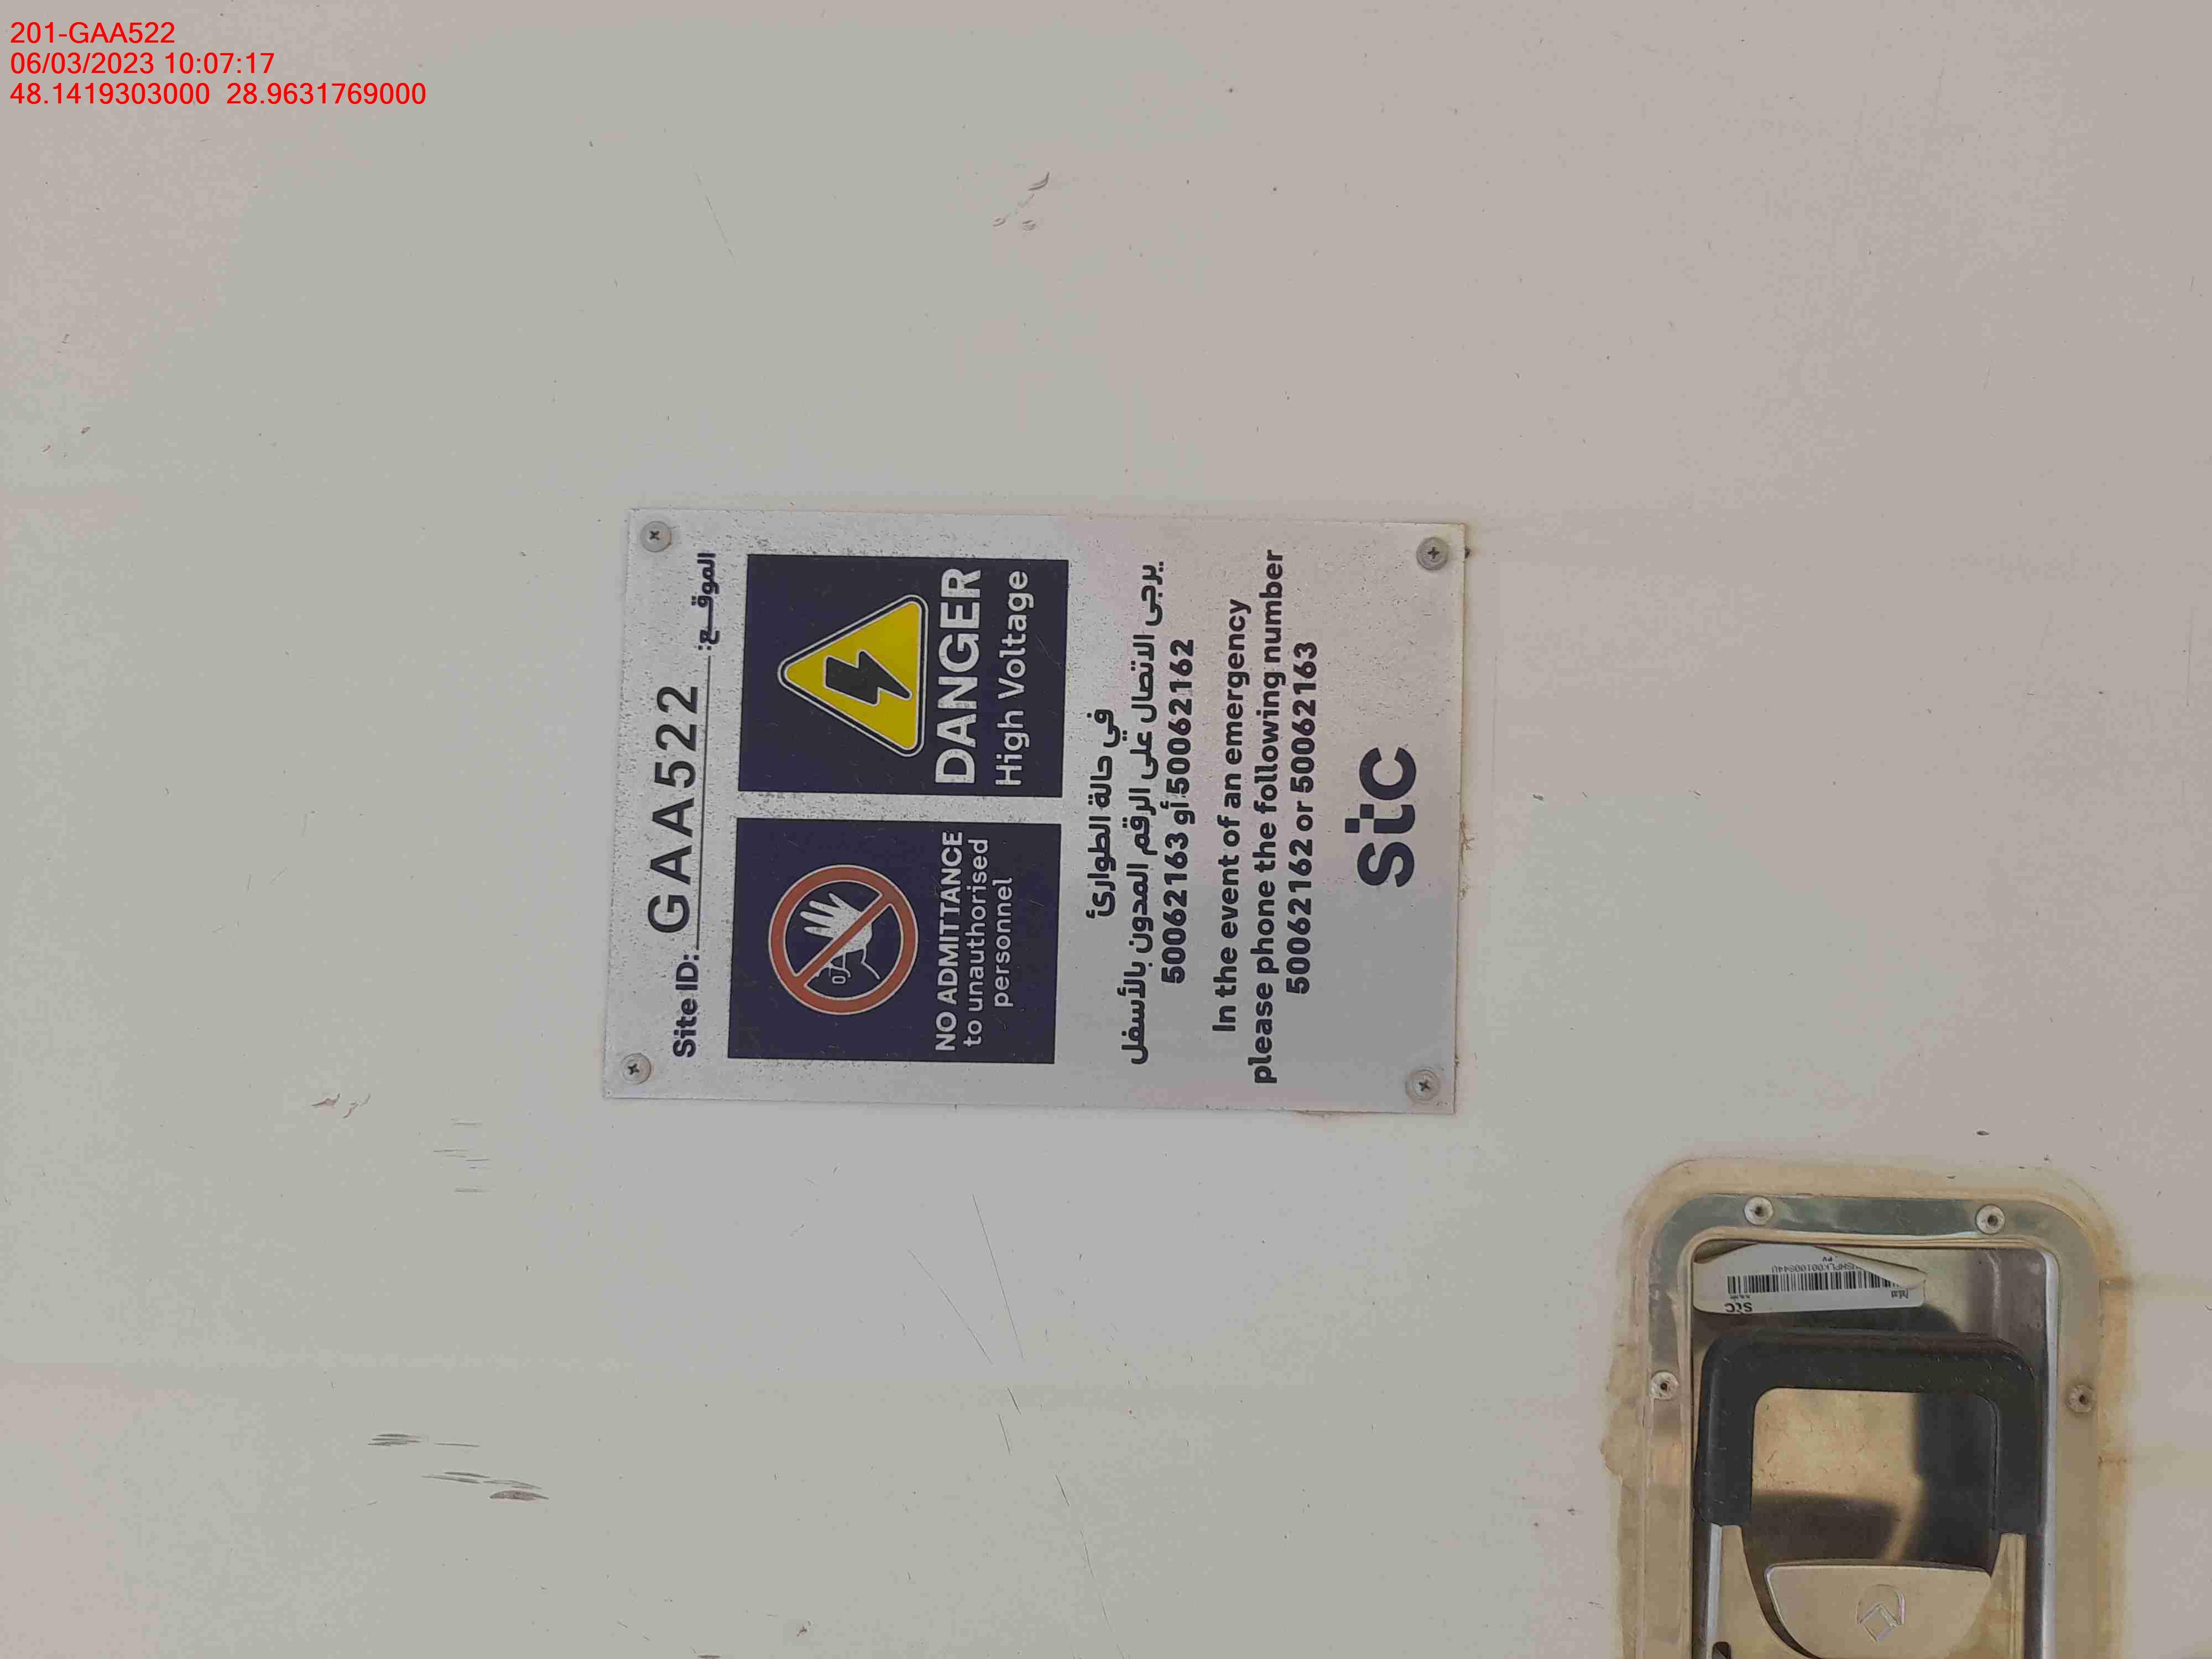 201-GAA522
06/03/2023 10:07:17
48.1419303000 28.9631769000
Site ID: GAA522 الموقـع:
NO ADMITTANCE
to unauthorised
personnel
DANGER
High Voltage
في حالة الطوارئ
يرجى الاتصال على الرقم المدون بالأسفل
50062162 أو 50062163
In the event of an emergency
please phone the following number
50062162 or 50062163
stc
stc